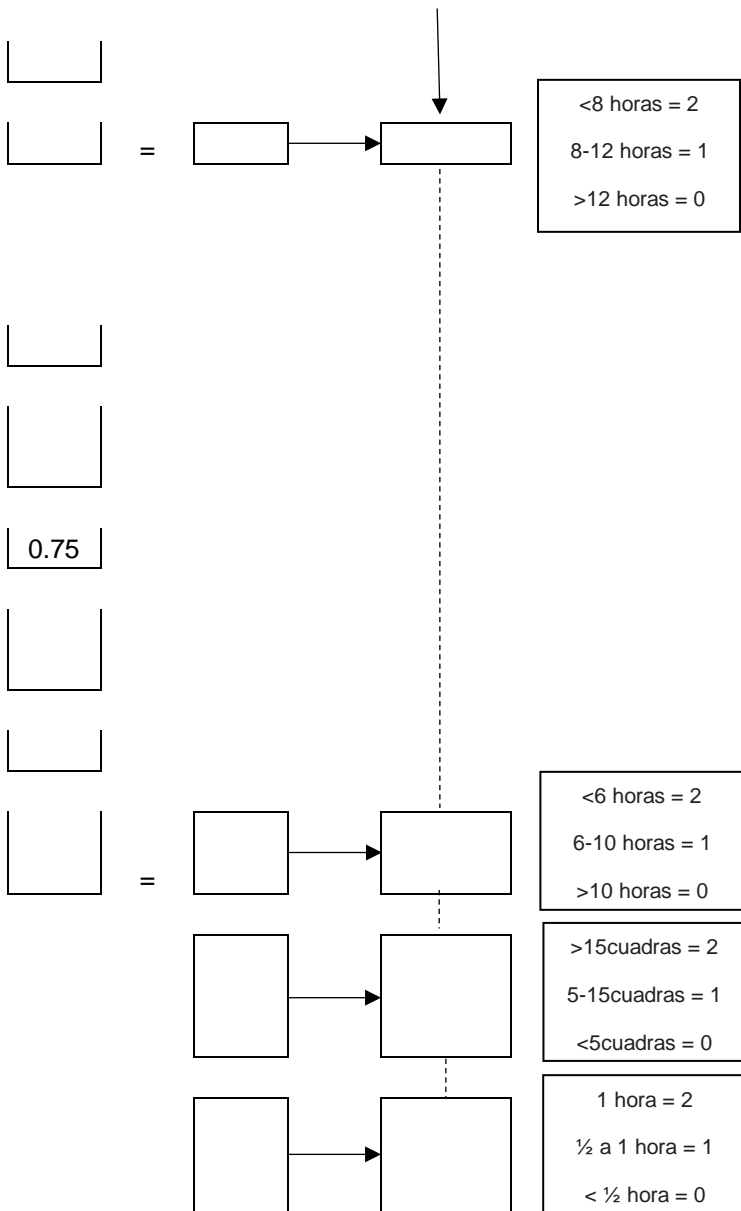 <8 horas = 2
=
8-12 horas = 1
>12 horas = 0
0.75
<6 horas = 2
6-10 horas = 1
=
>10 horas = 0
>15cuadras = 2
5-15cuadras = 1
<5cuadras = 0
1 hora = 2
½ a 1 hora = 1
< ½ hora = 0